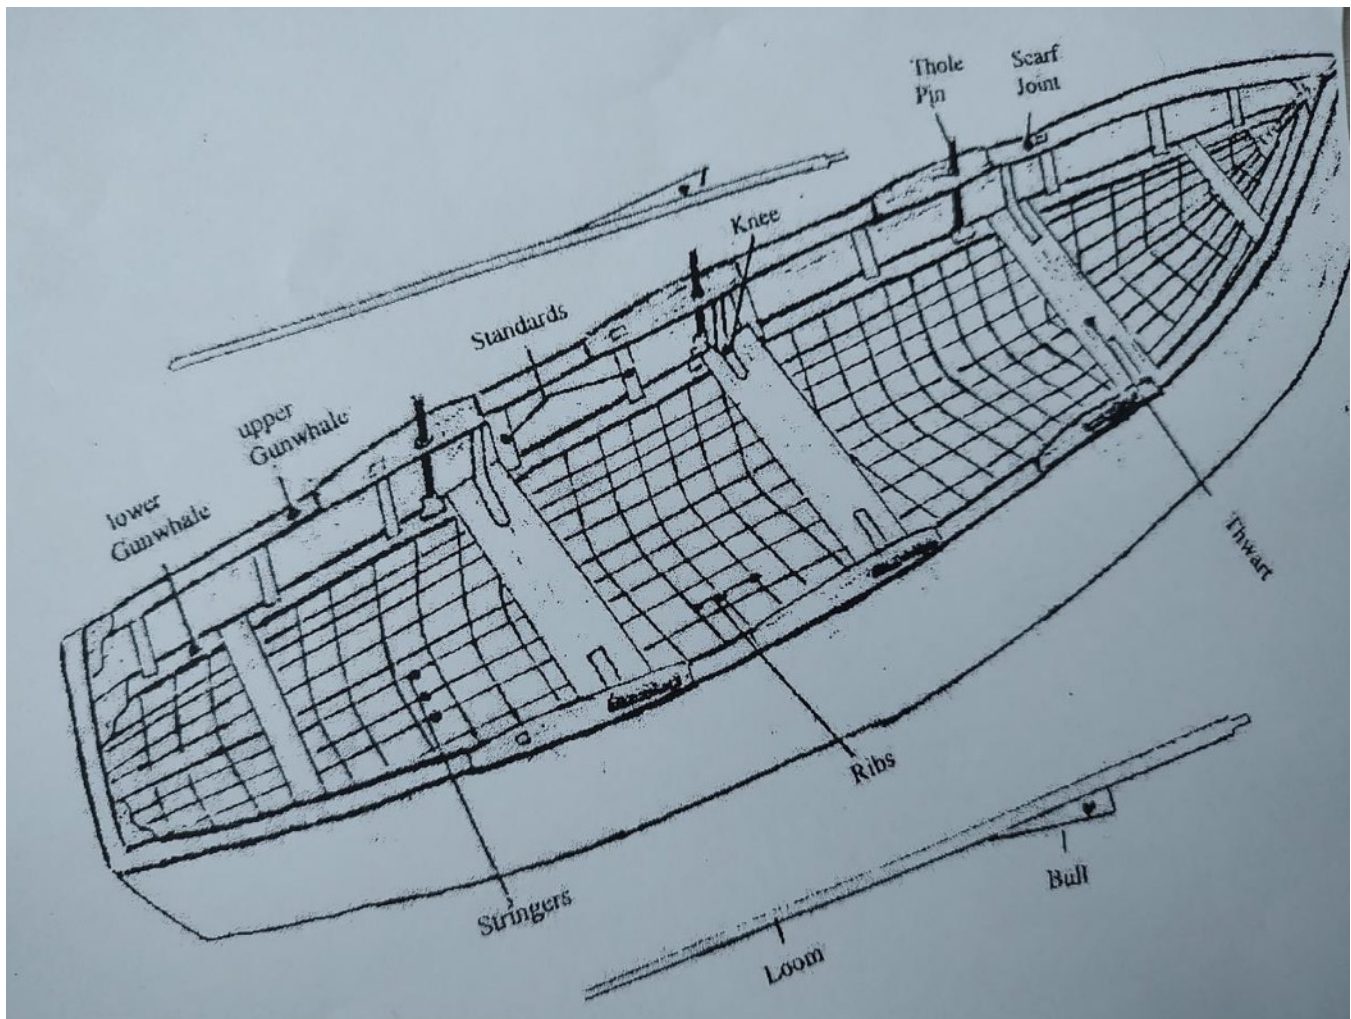 Thole
Pin
Scarf
Joint
Knee
Standards
upper
Gunwhale
lower
Gunwhale
Thwart
Ribs
Bull
Stringers
Loom